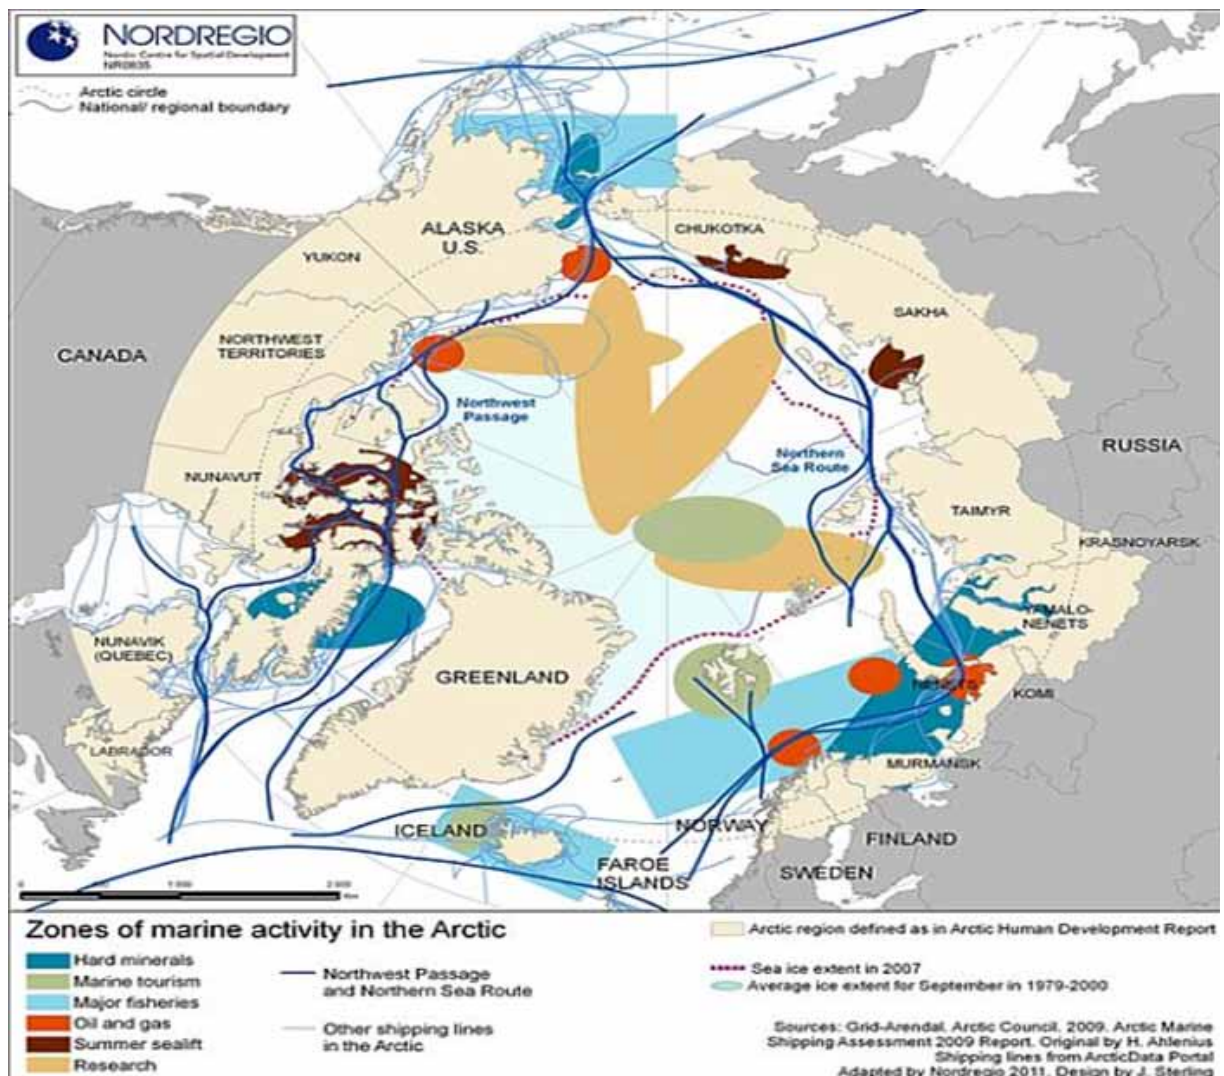 NORDREGIO
Nordic Centre for Spatial Development
NR0835
Arctic circle
National/ regional boundary
ALASKA
U.S.
CHUKOTKA
YUKON
SAKHA
NORTHWEST
TERRITORIES
CANADA
Northwest
Passage
RUSSIA
Northern
Sea Route
NUNAVUT
TAIMYR
KRASNOYARSK
YAMALO-
NENETS
NUNAVIK
(QUEBEC)
GREENLAND
NENETS
KOMI
LABRADOR
MURMANSK
ICELAND
NORWAY
FINLAND
FAROE
ISLANDS
SWEDEN
0
Zones of marine activity in the Arctic
Hard minerals
Marine tourism
Major fisheries
Oil and gas
Summer sealift
Research
Northwest Passage
and Northern Sea Route
Other shipping lines
in the Arctic
Arctic region defined as in Arctic Human Development Report
Sea ice extent in 2007
Average ice extent for September in 1979-2000
Sources: Grid-Arendal. Arctic Council. 2009. Arctic Marine
Shipping Assessment 2009 Report. Original by H. Ahlenius
Shipping lines from ArcticData Portal
Adapted by Nordregio 2011. Design by J. Sterling